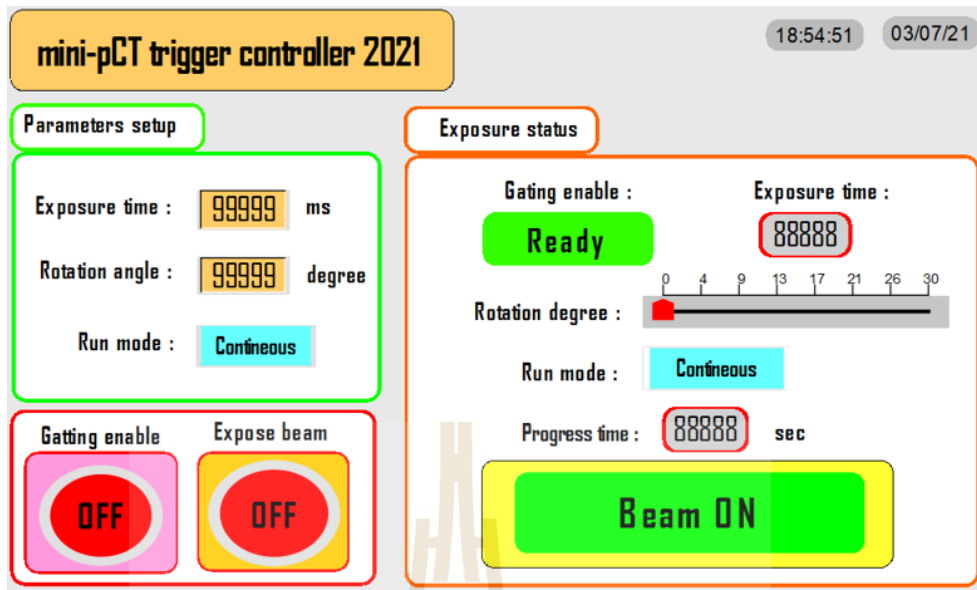 mini-pCT trigger controller 2021
18:54:51 03/07/21
Parameters setup
Exposure time : 99999 ms
Rotation angle : 99999 degree
Run mode : Contineous
Gatting enable Expose beam
OFF OFF
Exposure status
Gating enable : Exposure time :
Ready 88888
0 4 9 13 17 21 26 30
Rotation degree :
Run mode : Contineous
Progress time : 88888 sec
Beam ON